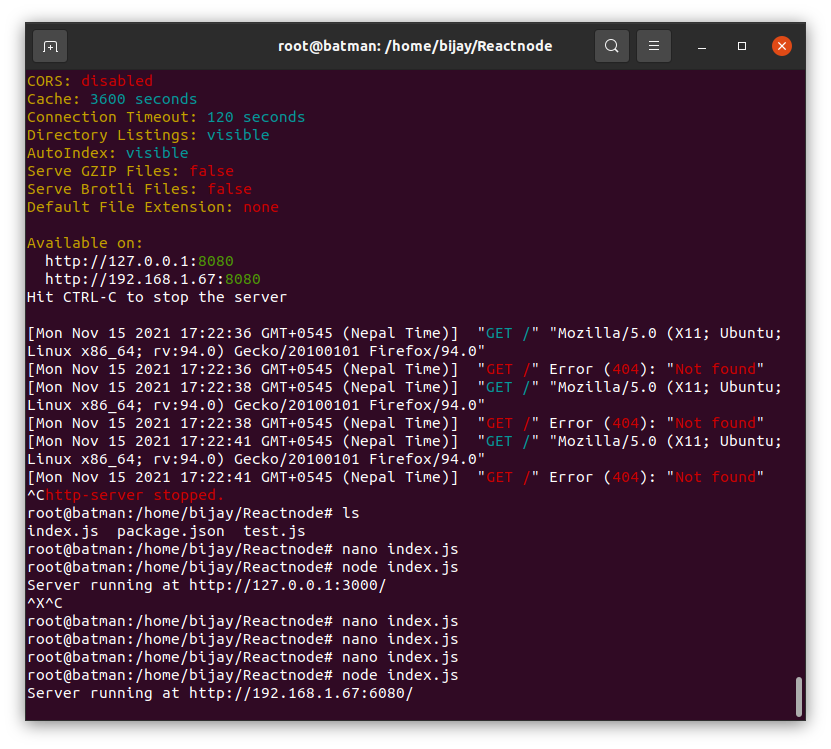 root@batman: /home/bijay/Reactnode
CORS: disabled
Cache: 3600 seconds
Connection Timeout: 120 seconds
Directory Listings: visible
AutoIndex: visible
Serve GZIP Files: false
Serve Brotli Files: false
Default File Extension: none
Available on:
  http://127.0.0.1:8080
  http://192.168.1.67:8080
Hit CTRL-C to stop the server
[Mon Nov 15 2021 17:22:36 GMT+0545 (Nepal Time)]  "GET /" "Mozilla/5.0 (X11; Ubuntu;
Linux x86_64; rv:94.0) Gecko/20100101 Firefox/94.0"
[Mon Nov 15 2021 17:22:36 GMT+0545 (Nepal Time)]  "GET /" Error (404): "Not found"
[Mon Nov 15 2021 17:22:38 GMT+0545 (Nepal Time)]  "GET /" "Mozilla/5.0 (X11; Ubuntu;
Linux x86_64; rv:94.0) Gecko/20100101 Firefox/94.0"
[Mon Nov 15 2021 17:22:38 GMT+0545 (Nepal Time)]  "GET /" Error (404): "Not found"
[Mon Nov 15 2021 17:22:41 GMT+0545 (Nepal Time)]  "GET /" "Mozilla/5.0 (X11; Ubuntu;
Linux x86_64; rv:94.0) Gecko/20100101 Firefox/94.0"
[Mon Nov 15 2021 17:22:41 GMT+0545 (Nepal Time)]  "GET /" Error (404): "Not found"
^Chttp-server stopped.
root@batman:/home/bijay/Reactnode# ls
index.js  package.json  test.js
root@batman:/home/bijay/Reactnode# nano index.js
root@batman:/home/bijay/Reactnode# node index.js
Server running at http://127.0.0.1:3000/
^X^C
root@batman:/home/bijay/Reactnode# nano index.js
root@batman:/home/bijay/Reactnode# nano index.js
root@batman:/home/bijay/Reactnode# nano index.js
root@batman:/home/bijay/Reactnode# node index.js
Server running at http://192.168.1.67:6080/